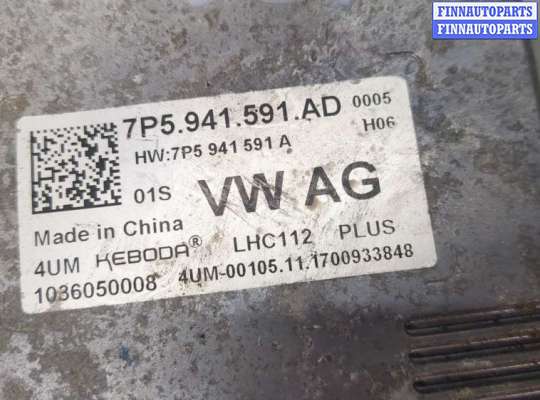 FINNAUTOPARTS
FINNAUTOPARTS
7P5.941.591.AD 0005
HW:7P5 941 591 A H06
01S VW AG
Made in China
4UM KEBODA® LHC112 PLUS
1036050008 4UM-00105.11.1700933848